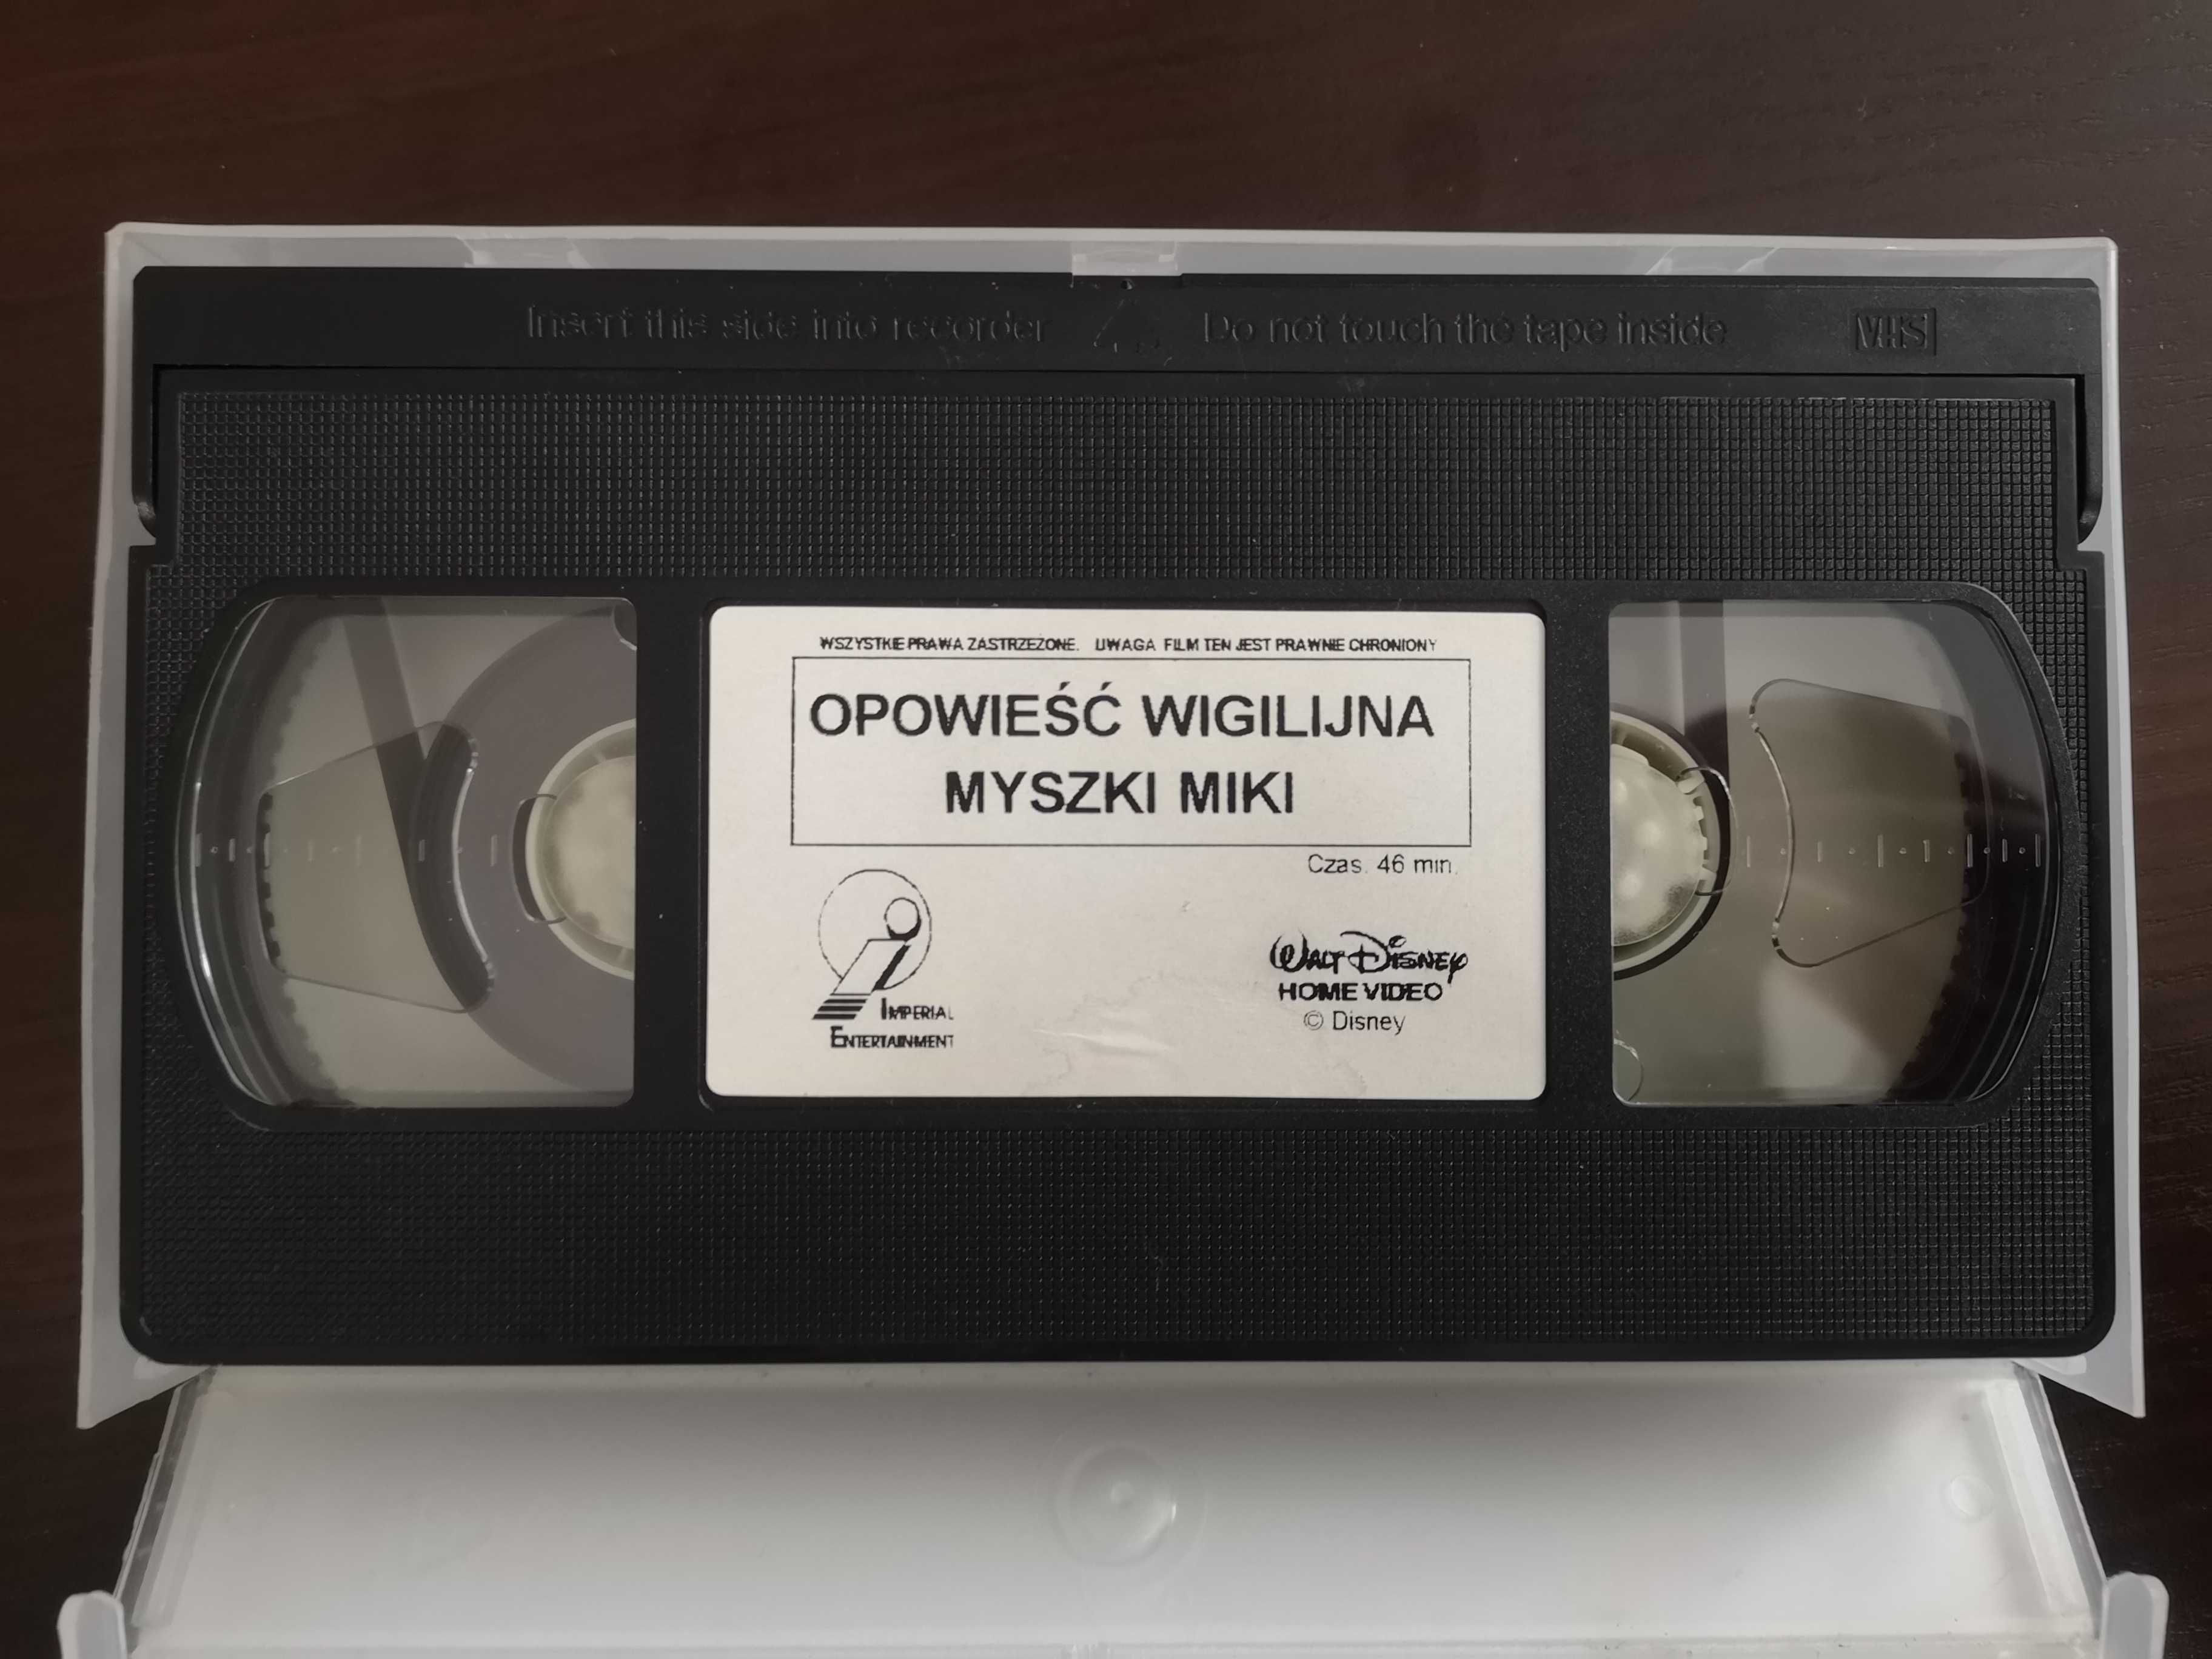 Insert this side into recorder Do not touch the tape inside VHS
WSZYSTKIE PRAWA ZASTRZEŻONE. UWAGA FILM TEN JEST PRAWNIE CHRONIONY
OPOWIEŚĆ WIGILIJNA
MYSZKI MIKI
Czas. 46 min.
i
IMPERIAL
ENTERTAINMENT
WALT DISNEY
HOME VIDEO
© Disney